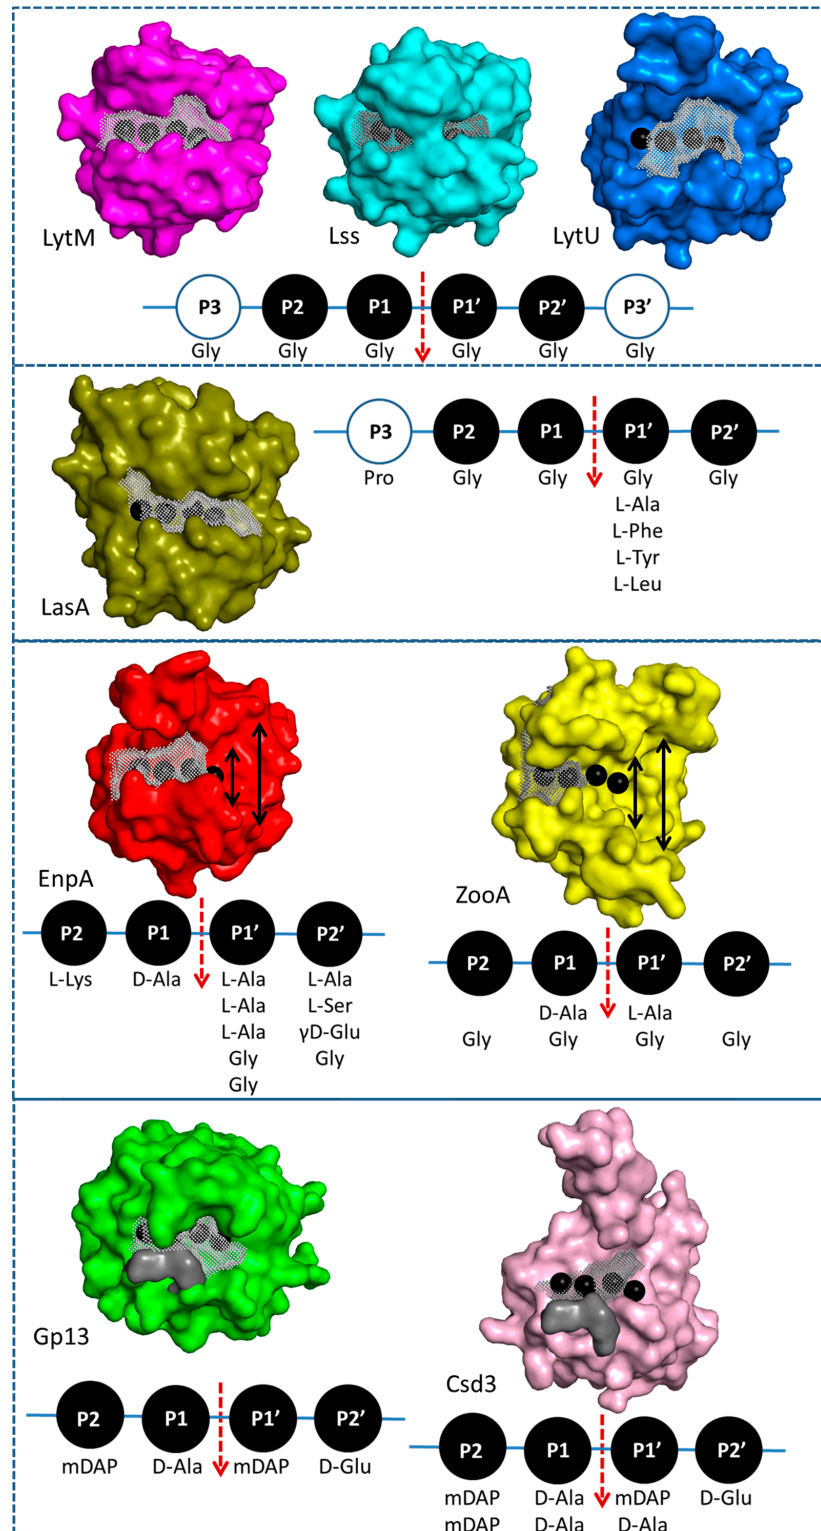 LytM
Lss
LytU
P3 P2 P1 P1’ P2’ P3’
Gly Gly Gly Gly Gly Gly
LasA
P3 P2 P1 P1’ P2’
Pro Gly Gly Gly Gly
L-Ala
L-Phe
L-Tyr
L-Leu
EnpA
P2 P1 P1’ P2’
L-Lys D-Ala L-Ala L-Ala
L-Ala L-Ser
L-Ala γD-Glu
Gly Gly
Gly
ZooA
P2 P1 P1’ P2’
D-Ala L-Ala
Gly Gly Gly Gly
Gp13
P2 P1 P1’ P2’
mDAP D-Ala mDAP D-Glu
Csd3
P2 P1 P1’ P2’
mDAP D-Ala mDAP D-Glu
mDAP D-Ala D-Ala